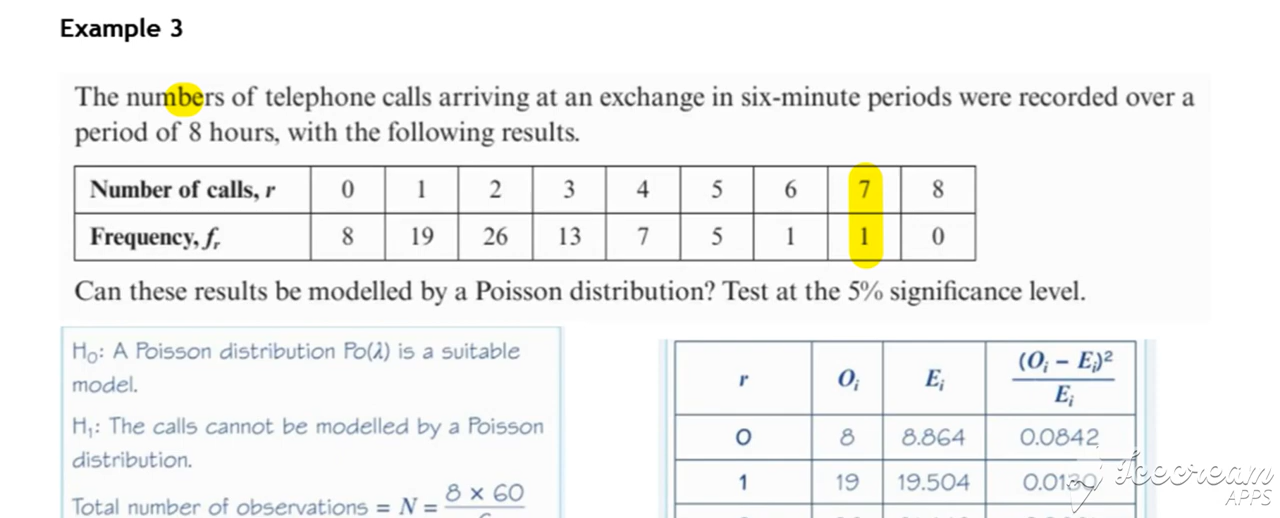 Example 3
The numbers of telephone calls arriving at an exchange in six-minute periods were recorded over a
period of 8 hours, with the following results.
Number of calls, r 0 1 2 3 4 5 6 7 8
Frequency, fᵣ 8 19 26 13 7 5 1 1 0
Can these results be modelled by a Poisson distribution? Test at the 5% significance level.
H₀: A Poisson distribution Po(λ) is a suitable
model.
H₁: The calls cannot be modelled by a Poisson
distribution.
Total number of observations = N = 8 × 60
r Oᵢ Eᵢ (Oᵢ − Eᵢ)² / Eᵢ
0 8 8.864 0.0842
1 19 19.504 0.0130
Icecream
APPS